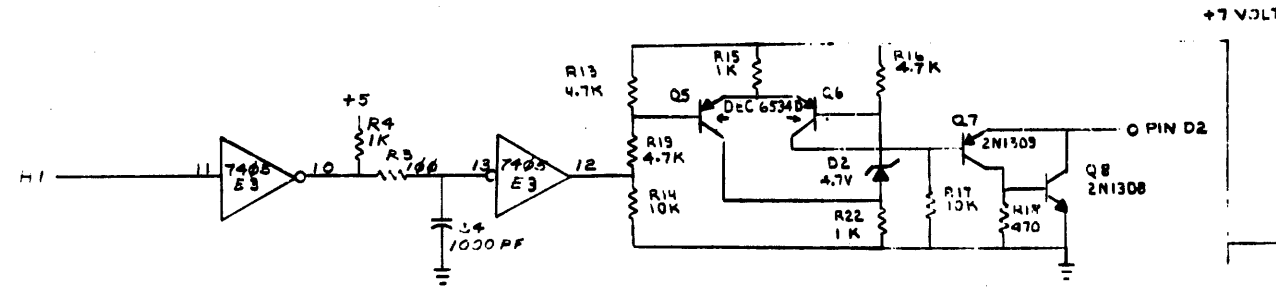 +7 VOLT
R13
4.7K
R15
1K
R16
4.7K
Q5
DEC 6534D
Q6
Q7
2N1309
PIN D2
+5
R4
1K
R3
100
H1
11
7405
E3
10
13
7405
E3
12
R19
4.7K
R14
10K
D2
4.7V
R17
10K
R18
470
Q8
2N1308
R22
1K
C4
1000 PF